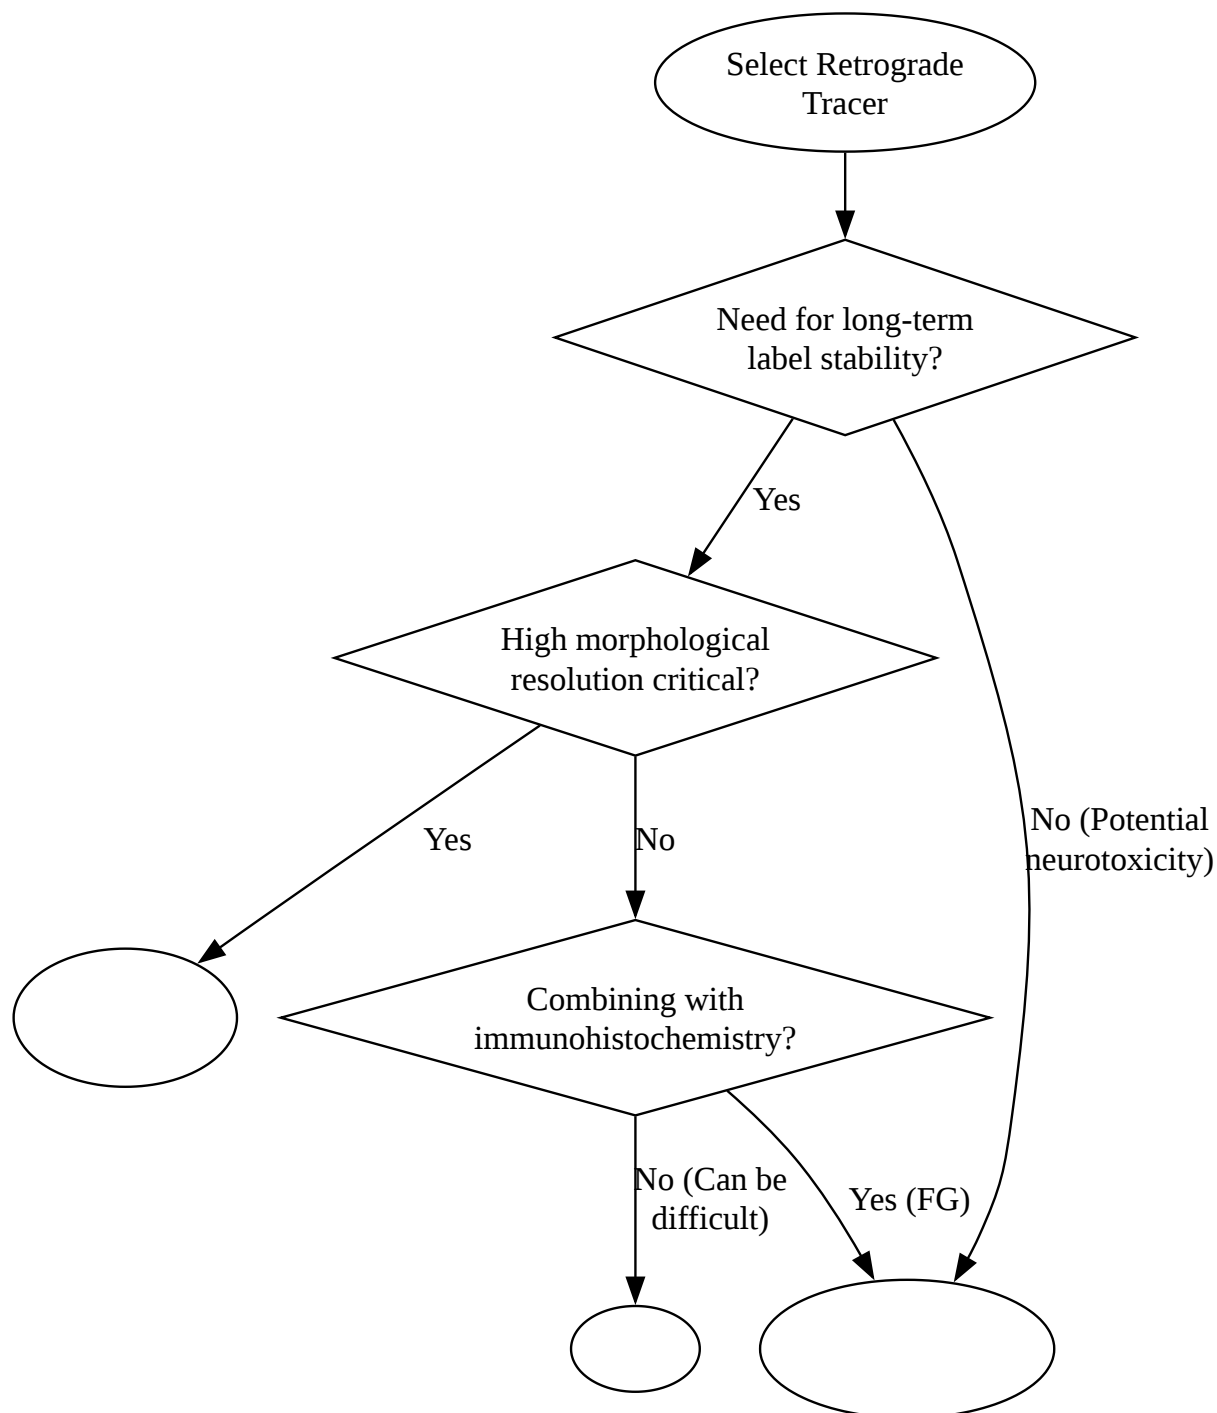 Select Retrograde
Tracer
Need for long-term
label stability?
Yes
High morphological
resolution critical?
Yes
No
No (Potential
neurotoxicity)
Combining with
immunohistochemistry?
No (Can be
difficult)
Yes (FG)